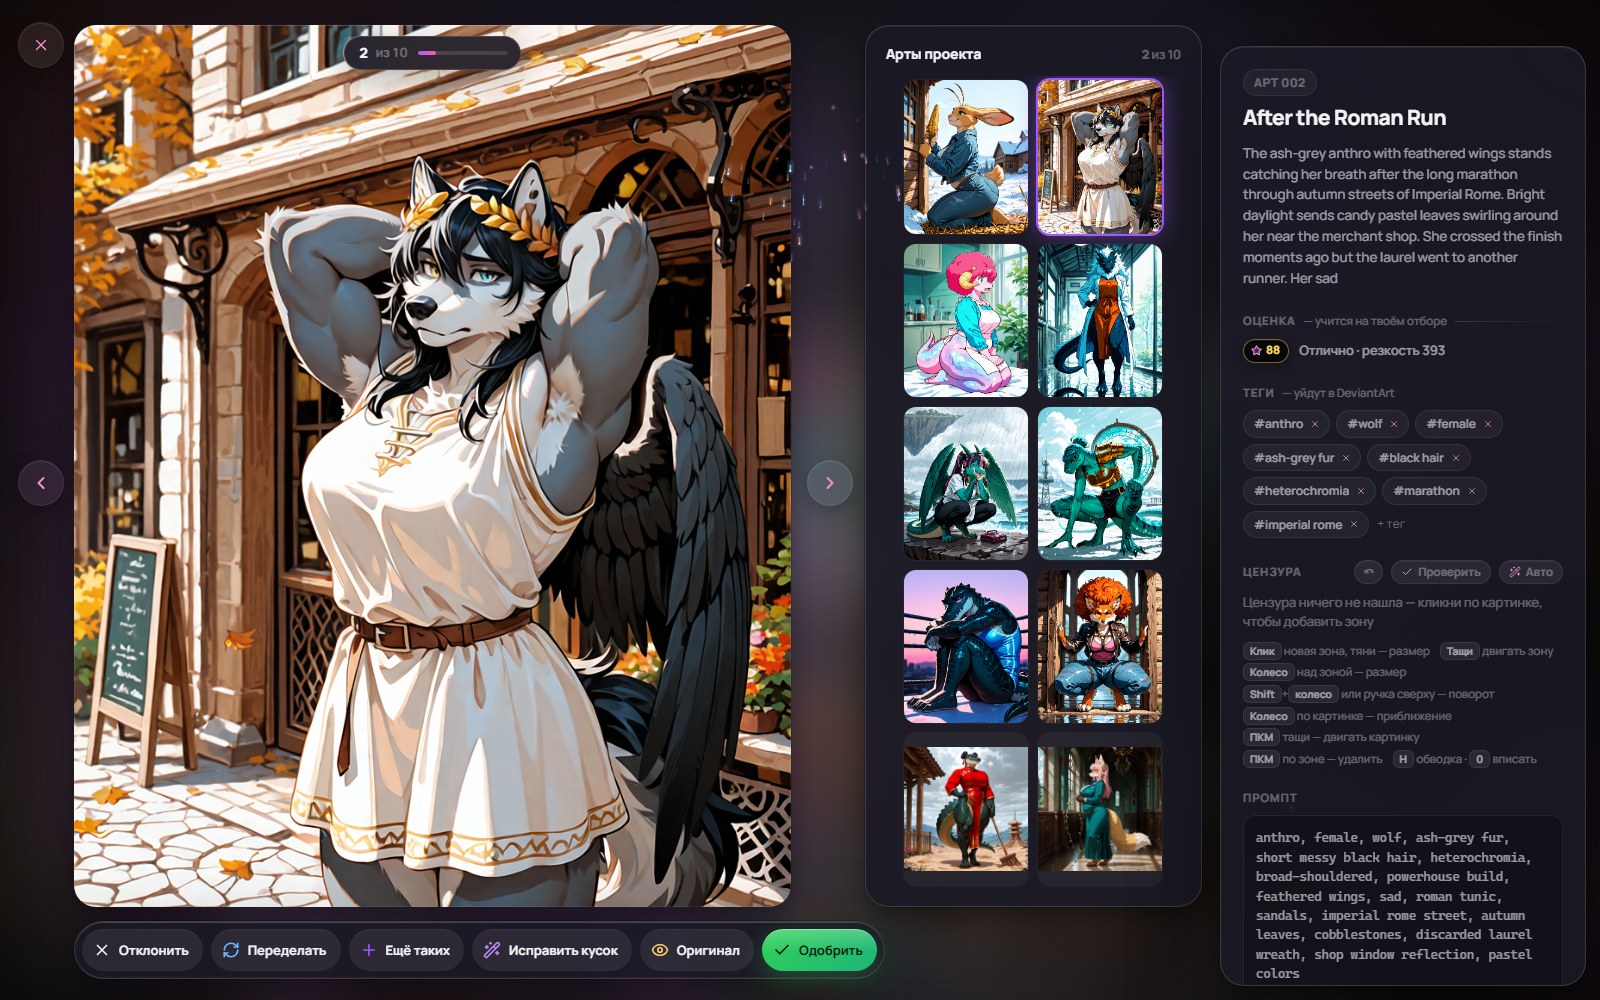 2 из 10
Арты проекта
2 из 10
АРТ 002
After the Roman Run
The ash-grey anthro with feathered wings stands
catching her breath after the long marathon
through autumn streets of Imperial Rome. Bright
daylight sends candy pastel leaves swirling around
her near the merchant shop. She crossed the finish
moments ago but the laurel went to another
runner. Her sad
ОЦЕНКА — учится на твоём отборе
88 Отлично · резкость 393
ТЕГИ — уйдут в DeviantArt
#anthro × #wolf × #female ×
#ash-grey fur × #black hair ×
#heterochromia × #marathon ×
#imperial rome × + тег
ЦЕНЗУРА Проверить Авто
Цензура ничего не нашла — кликни по картинке,
чтобы добавить зону
Клик новая зона, тяни — размер Тащи двигать зону
Колесо над зоной — размер
Shift + колесо или ручка сверху — поворот
Колесо по картинке — приближение
ПКМ тащи — двигать картинку
ПКМ по зоне — удалить H обводка · 0 вписать
ПРОМПТ
anthro, female, wolf, ash-grey fur,
short messy black hair, heterochromia,
broad-shouldered, powerhouse build,
feathered wings, sad, roman tunic,
sandals, imperial rome street, autumn
leaves, cobblestones, discarded laurel
wreath, shop window reflection, pastel
colors
Отклонить Переделать Ещё таких Исправить кусок Оригинал Одобрить